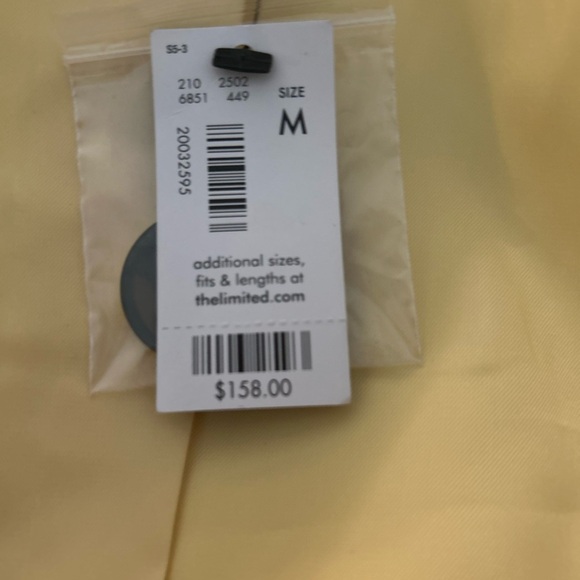 S5-3
210 2502
6851 449
SIZE
M
20032595
additional sizes,
fits & lengths at
thelimited.com
$158.00